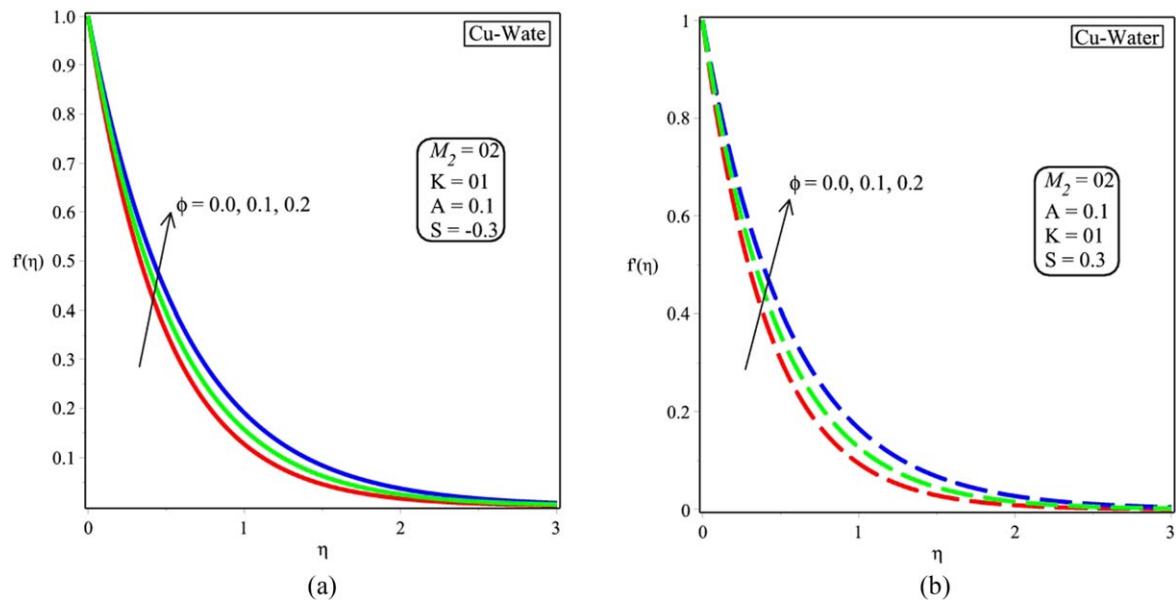 Cu-Wate
1.0
0.9
0.8
0.7
0.6
0.5
0.4
0.3
0.2
0.1
f'(η)
M2 = 02
K = 01
A = 0.1
S = -0.3
ϕ = 0.0, 0.1, 0.2
0 1 2 3
η
(a)
Cu-Water
1
0.8
0.6
0.4
0.2
0
f'(η)
M2 = 02
A = 0.1
K = 01
S = 0.3
ϕ = 0.0, 0.1, 0.2
0 1 2 3
η
(b)